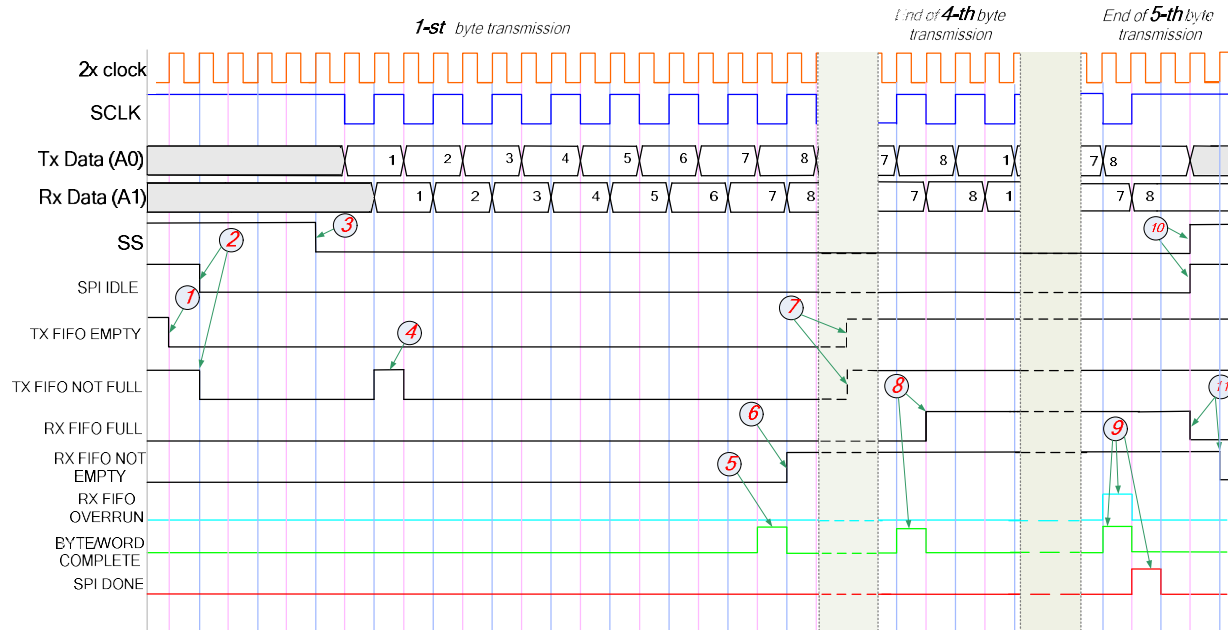 1-st byte transmission
End of 4-th byte
transmission
End of 5-th byte
transmission
2x clock
SCLK
Tx Data (A0)
1 2 3 4 5 6 7 8 7 8 1 7 8
Rx Data (A1)
1 2 3 4 5 6 7 8 7 8 1 7 8
SS
3
10
2
SPI IDLE
1
7
TX FIFO EMPTY
4
TX FIFO NOT FULL
8
11
6
RX FIFO FULL
9
RX FIFO NOT
EMPTY
5
RX FIFO
OVERRUN
BYTE/WORD
COMPLETE
SPI DONE